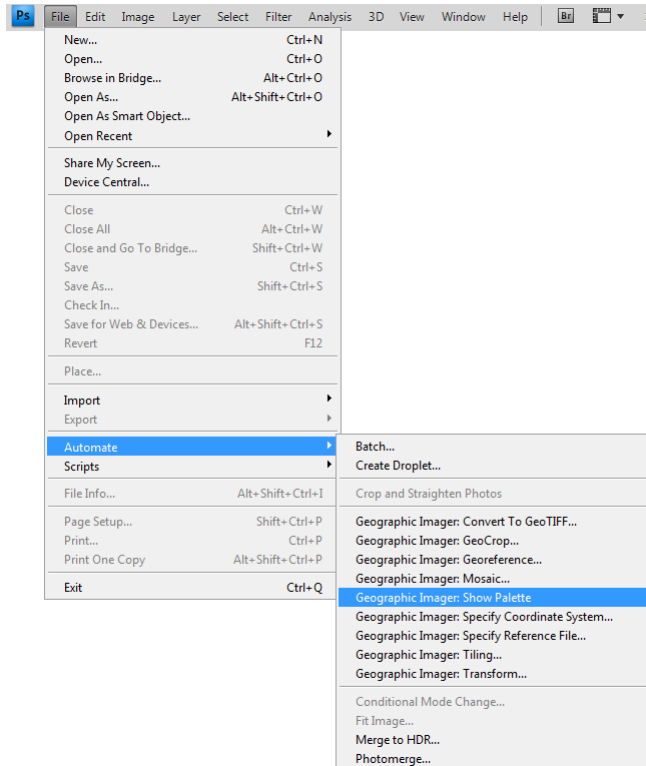 Ps File Edit Image Layer Select Filter Analysis 3D View Window Help Br
New... Ctrl+N
Open... Ctrl+O
Browse in Bridge... Alt+Ctrl+O
Open As... Alt+Shift+Ctrl+O
Open As Smart Object...
Open Recent
Share My Screen...
Device Central...
Close Ctrl+W
Close All Alt+Ctrl+W
Close and Go To Bridge... Shift+Ctrl+W
Save Ctrl+S
Save As... Shift+Ctrl+S
Check In...
Save for Web & Devices... Alt+Shift+Ctrl+S
Revert F12
Place...
Import
Export
Automate
Scripts
File Info... Alt+Shift+Ctrl+I
Page Setup... Shift+Ctrl+P
Print... Ctrl+P
Print One Copy Alt+Shift+Ctrl+P
Exit Ctrl+Q
Batch...
Create Droplet...
Crop and Straighten Photos
Geographic Imager: Convert To GeoTIFF...
Geographic Imager: GeoCrop...
Geographic Imager: Georeference...
Geographic Imager: Mosaic...
Geographic Imager: Show Palette
Geographic Imager: Specify Coordinate System...
Geographic Imager: Specify Reference File...
Geographic Imager: Tiling...
Geographic Imager: Transform...
Conditional Mode Change...
Fit Image...
Merge to HDR...
Photomerge...